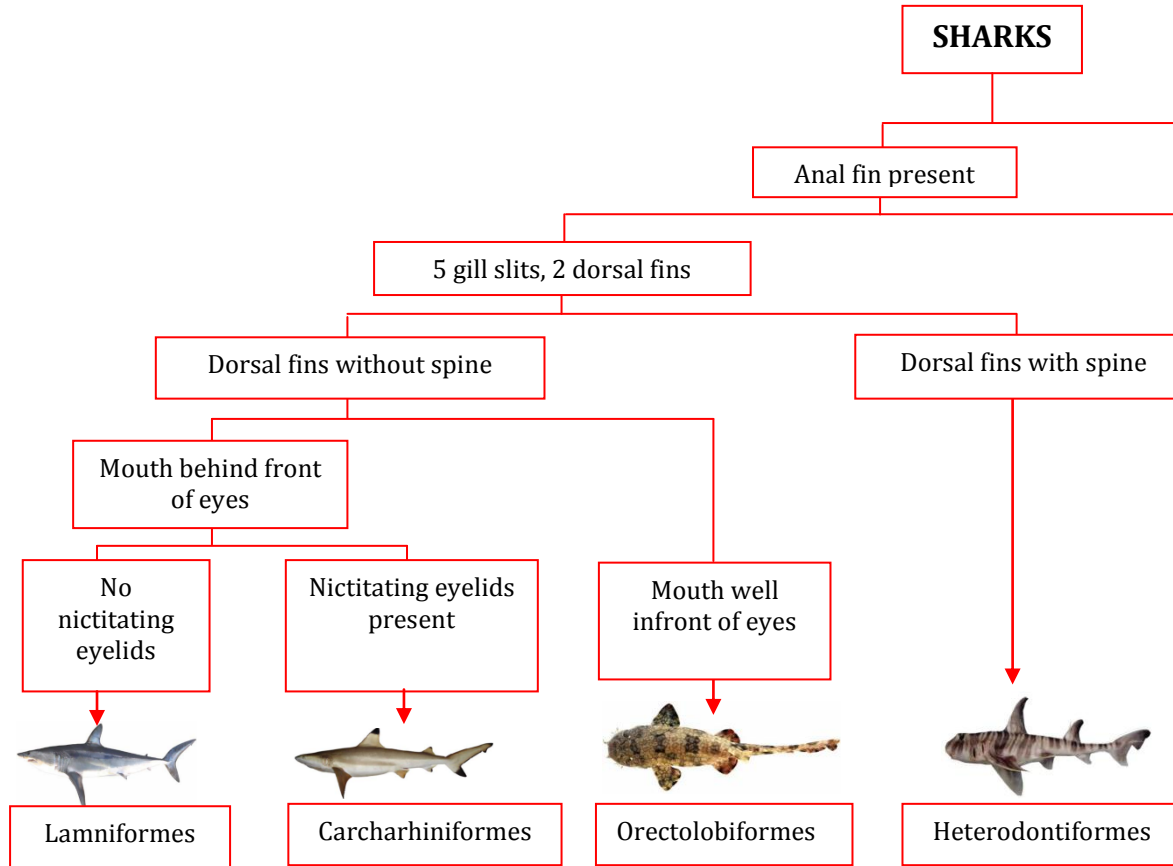 SHARKS
Anal fin present
5 gill slits, 2 dorsal fins
Dorsal fins without spine
Dorsal fins with spine
Mouth behind front
of eyes
No
nictitating
eyelids
Nictitating eyelids
present
Mouth well
infront of eyes
Lamniformes
Carcharhiniformes
Orectolobiformes
Heterodontiformes